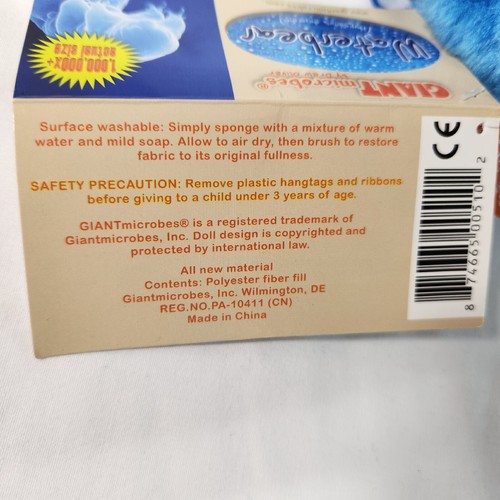 1,000,000x+
actual size
Waterbear
GIANTmicrobes®
Surface washable: Simply sponge with a mixture of warm
water and mild soap. Allow to air dry, then brush to restore
fabric to its original fullness.
SAFETY PRECAUTION: Remove plastic hangtags and ribbons
before giving to a child under 3 years of age.
GIANTmicrobes® is a registered trademark of
Giantmicrobes, Inc. Doll design is copyrighted and
protected by international law.
All new material
Contents: Polyester fiber fill
Giantmicrobes, Inc. Wilmington, DE
REG.NO.PA-10411 (CN)
Made in China
CE
8 74665 00510 2